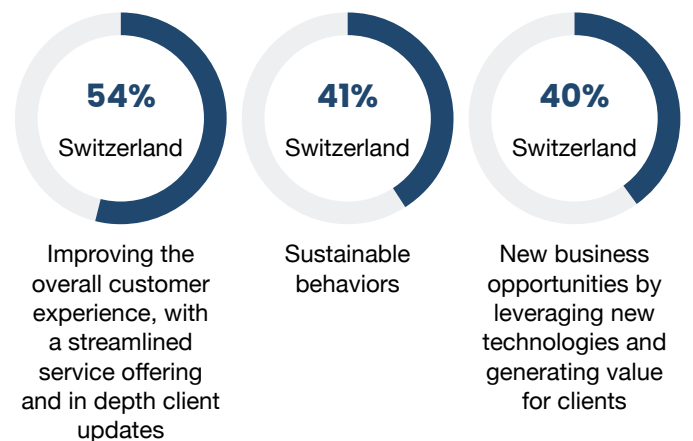 54%
Switzerland
Improving the
overall customer
experience, with
a streamlined
service offering
and in depth client
updates
41%
Switzerland
Sustainable
behaviors
40%
Switzerland
New business
opportunities by
leveraging new
technologies and
generating value
for clients